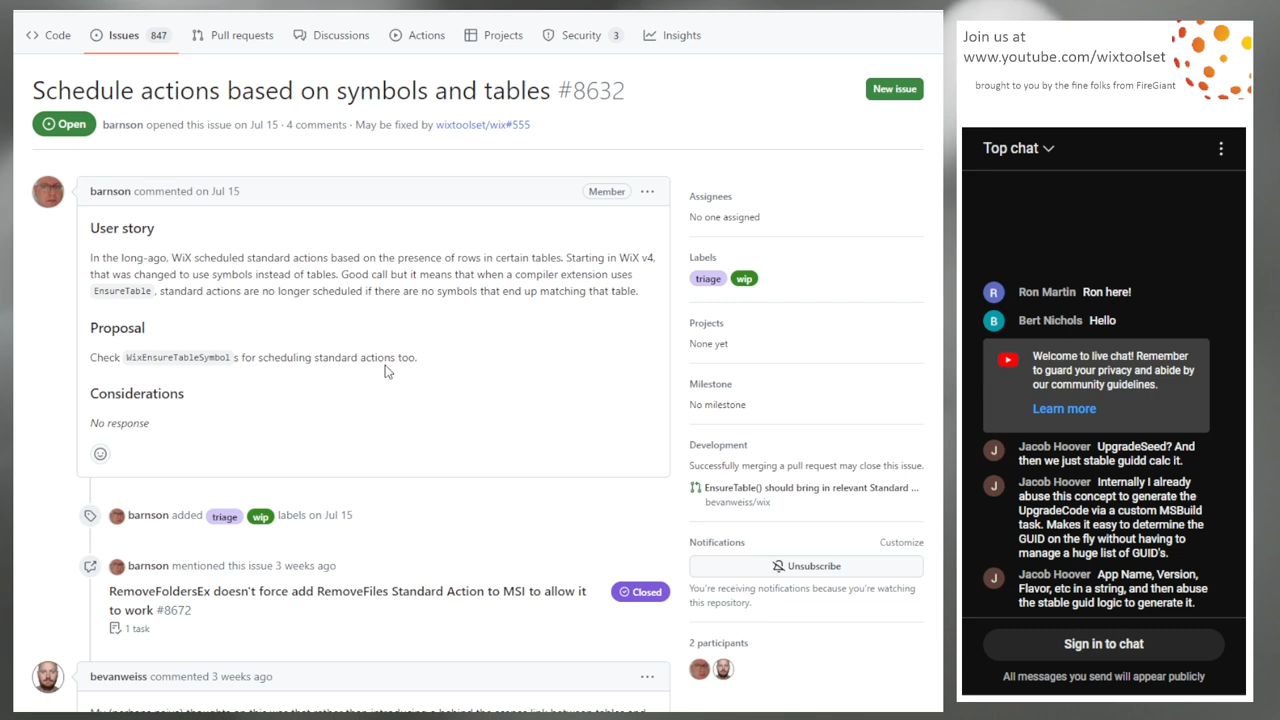 Code
Issues 847
Pull requests
Discussions
Actions
Projects
Security 3
Insights
Schedule actions based on symbols and tables #8632
New issue
Open
barnson opened this issue on Jul 15 · 4 comments · May be fixed by wixtoolset/wix#555
barnson commented on Jul 15
Member
User story
In the long-ago, WiX scheduled standard actions based on the presence of rows in certain tables. Starting in WiX v4,
that was changed to use symbols instead of tables. Good call but it means that when a compiler extension uses
EnsureTable , standard actions are no longer scheduled if there are no symbols that end up matching that table.
Proposal
Check WixEnsureTableSymbol s for scheduling standard actions too.
Considerations
No response
barnson added triage wip labels on Jul 15
barnson mentioned this issue 3 weeks ago
RemoveFoldersEx doesn't force add RemoveFiles Standard Action to MSI to allow it
to work #8672
Closed
1 task
bevanweiss commented 3 weeks ago
Assignees
No one assigned
Labels
triage wip
Projects
None yet
Milestone
No milestone
Development
Successfully merging a pull request may close this issue.
EnsureTable() should bring in relevant Standard ...
bevanweiss/wix
Notifications
Customize
Unsubscribe
You're receiving notifications because you're watching
this repository.
2 participants
Join us at
www.youtube.com/wixtoolset
brought to you by the fine folks from FireGiant
Top chat
R Ron Martin Ron here!
B Bert Nichols Hello
Welcome to live chat! Remember
to guard your privacy and abide by
our community guidelines.
Learn more
J Jacob Hoover UpgradeSeed? And
then we just stable guidd calc it.
J Jacob Hoover Internally I already
abuse this concept to generate the
UpgradeCode via a custom MSBuild
task. Makes it easy to determine the
GUID on the fly without having to
manage a huge list of GUID's.
J Jacob Hoover App Name, Version,
Flavor, etc in a string, and then abuse
the stable guid logic to generate it.
Sign in to chat
All messages you send will appear publicly